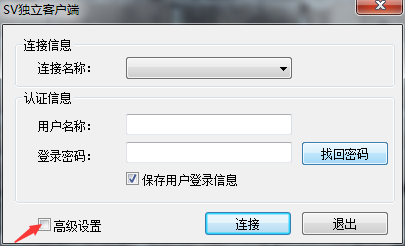 SV独立客户端
连接信息
连接名称：
认证信息
用户名称：
登录密码：
找回密码
保存用户登录信息
高级设置
连接
退出